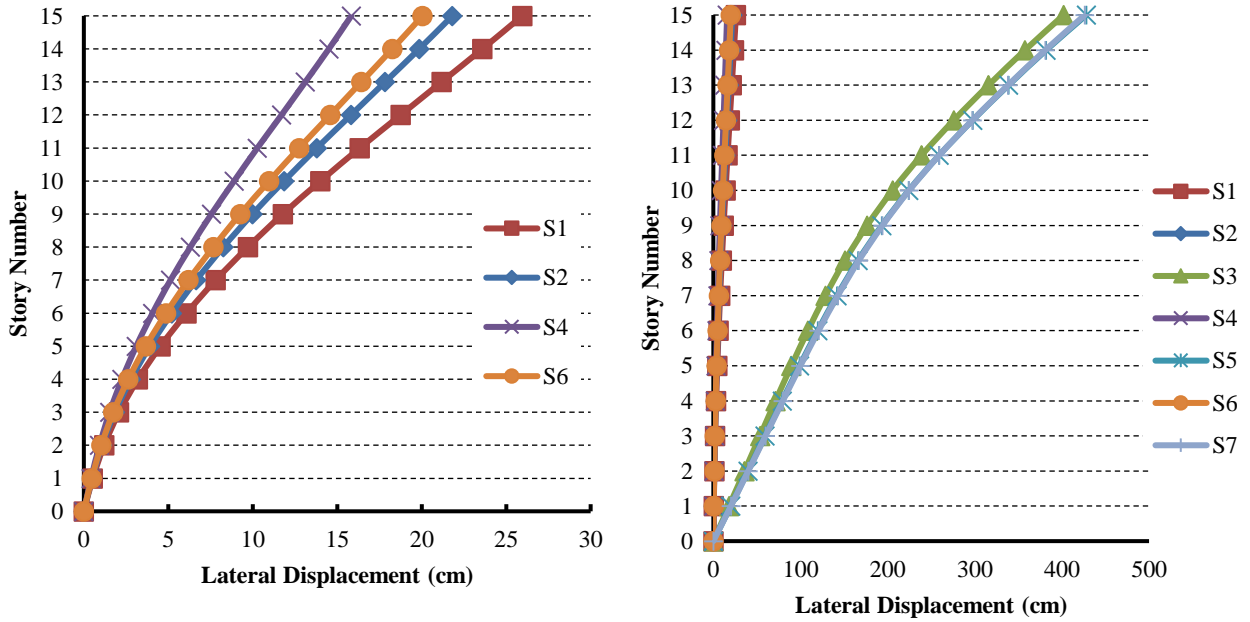 15
14
13
12
11
10
9
8
7
6
5
4
3
2
1
0
Story Number
0 5 10 15 20 25 30
Lateral Displacement (cm)
S1
S2
S4
S6
15
14
13
12
11
10
9
8
7
6
5
4
3
2
1
0
Story Number
0 100 200 300 400 500
Lateral Displacement (cm)
S1
S2
S3
S4
S5
S6
S7